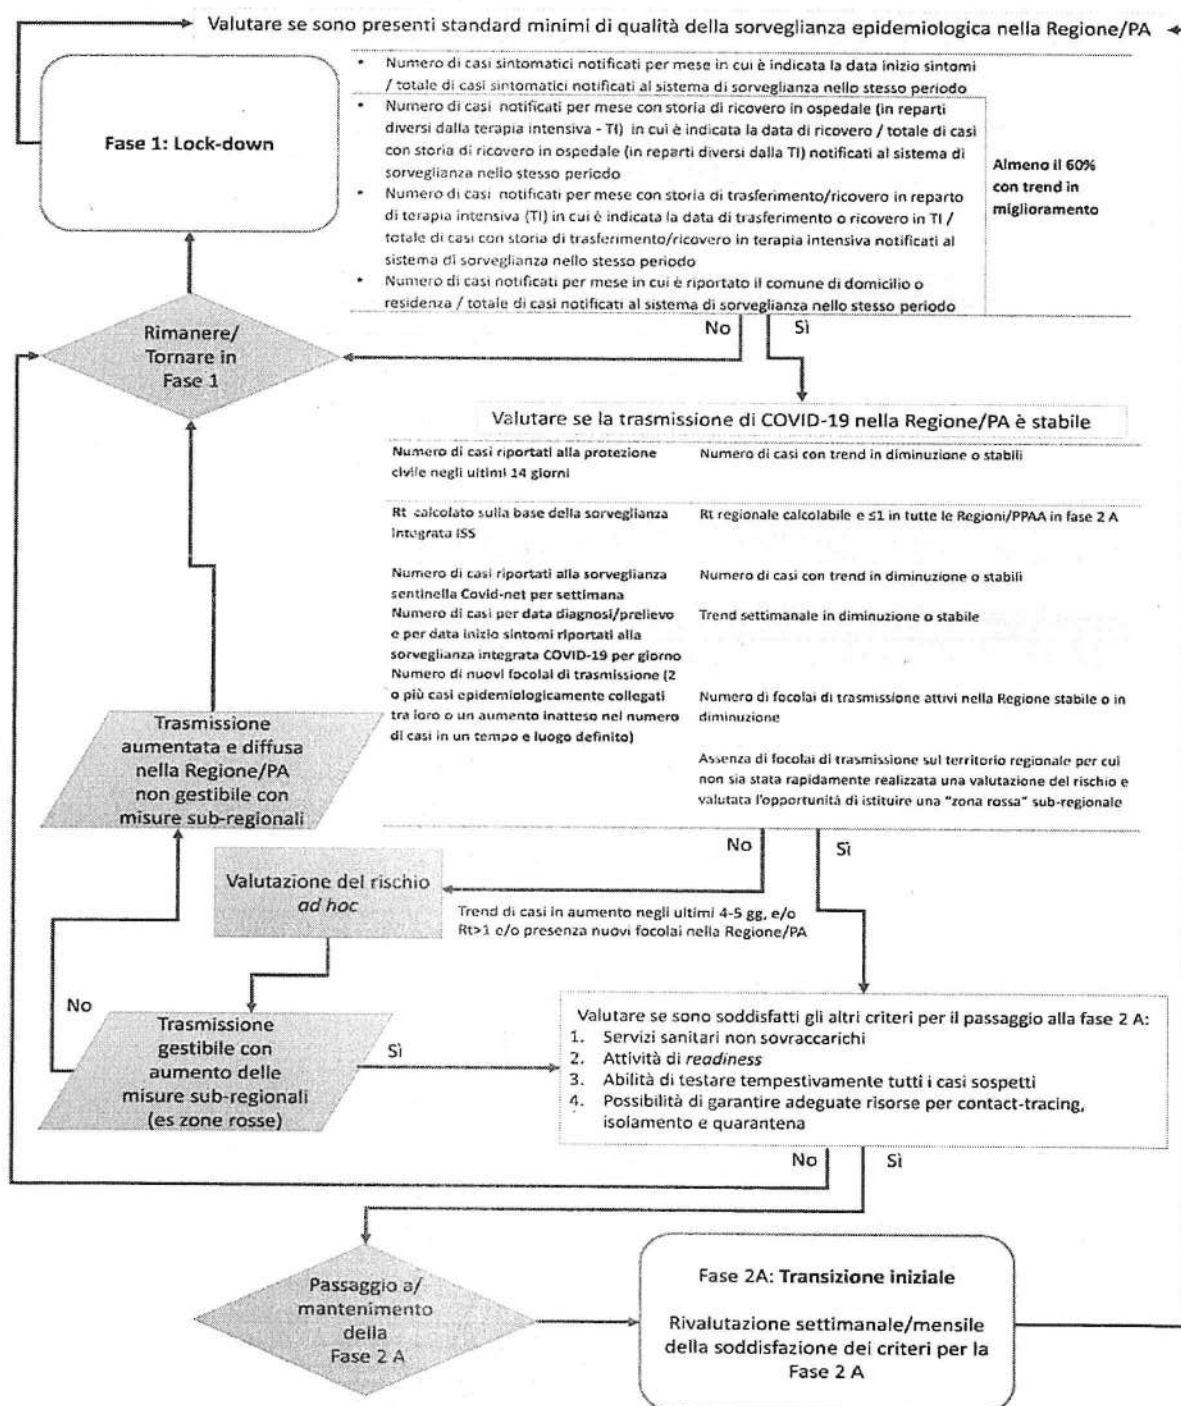 Valutare se sono presenti standard minimi di qualità della sorveglianza epidemiologica nella Regione/PA
Fase 1: Lock-down
• Numero di casi sintomatici notificati per mese in cui è indicata la data inizio sintomi
/ totale di casi sintomatici notificati al sistema di sorveglianza nello stesso periodo
• Numero di casi notificati per mese con storia di ricovero in ospedale (in reparti
diversi dalla terapia intensiva - TI) in cui è indicata la data di ricovero / totale di casi
con storia di ricovero in ospedale (in reparti diversi dalla TI) notificati al sistema di
sorveglianza nello stesso periodo
• Numero di casi notificati per mese con storia di trasferimento/ricovero in reparto
di terapia intensiva (TI) in cui è indicata la data di trasferimento o ricovero in TI /
totale di casi con storia di trasferimento/ricovero in terapia intensiva notificati al
sistema di sorveglianza nello stesso periodo
• Numero di casi notificati per mese in cui è riportato il comune di domicilio o
residenza / totale di casi notificati al sistema di sorveglianza nello stesso periodo
Almeno il 60%
con trend in
miglioramento
No
Sì
Rimanere/
Tornare in
Fase 1
Valutare se la trasmissione di COVID-19 nella Regione/PA è stabile
Numero di casi riportati alla protezione
civile negli ultimi 14 giorni
Numero di casi con trend in diminuzione o stabili
Rt calcolato sulla base della sorveglianza
integrata ISS
Rt regionale calcolabile e ≤1 in tutte le Regioni/PPAA in fase 2 A
Numero di casi riportati alla sorveglianza
sentinella Covid-net per settimana
Numero di casi con trend in diminuzione o stabili
Numero di casi per data diagnosi/prelievo
e per data inizio sintomi riportati alla
sorveglianza integrata COVID-19 per giorno
Trend settimanale in diminuzione o stabile
Numero di nuovi focolai di trasmissione (2
o più casi epidemiologicamente collegati
tra loro o un aumento inatteso nel numero
di casi in un tempo e luogo definito)
Numero di focolai di trasmissione attivi nella Regione stabile o in
diminuzione
Assenza di focolai di trasmissione sul territorio regionale per cui
non sia stata rapidamente realizzata una valutazione del rischio e
valutata l'opportunità di istituire una "zona rossa" sub-regionale
Trasmissione
aumentata e diffusa
nella Regione/PA
non gestibile con
misure sub-regionali
No
Sì
Valutazione del rischio
ad hoc
Trend di casi in aumento negli ultimi 4-5 gg, e/o
Rt>1 e/o presenza nuovi focolai nella Regione/PA
No
Trasmissione
gestibile con
aumento delle
misure sub-regionali
(es zone rosse)
Sì
Valutare se sono soddisfatti gli altri criteri per il passaggio alla fase 2 A:
1. Servizi sanitari non sovraccarichi
2. Attività di readiness
3. Abilità di testare tempestivamente tutti i casi sospetti
4. Possibilità di garantire adeguate risorse per contact-tracing,
isolamento e quarantena
No
Sì
Passaggio a/
mantenimento
della
Fase 2 A
Fase 2A: Transizione iniziale
Rivalutazione settimanale/mensile
della soddisfazione dei criteri per la
Fase 2 A